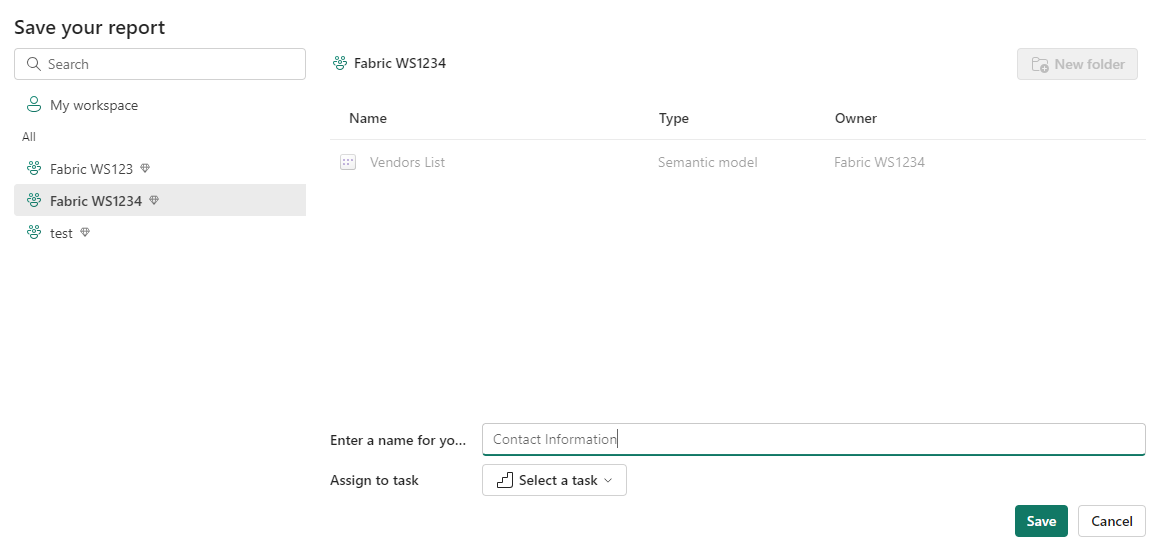 Save your report
Search
My workspace
All
Fabric WS123
Fabric WS1234
test
Fabric WS1234
New folder
Name Type Owner
Vendors List Semantic model Fabric WS1234
Enter a name for yo... Contact Information
Assign to task Select a task
Save Cancel